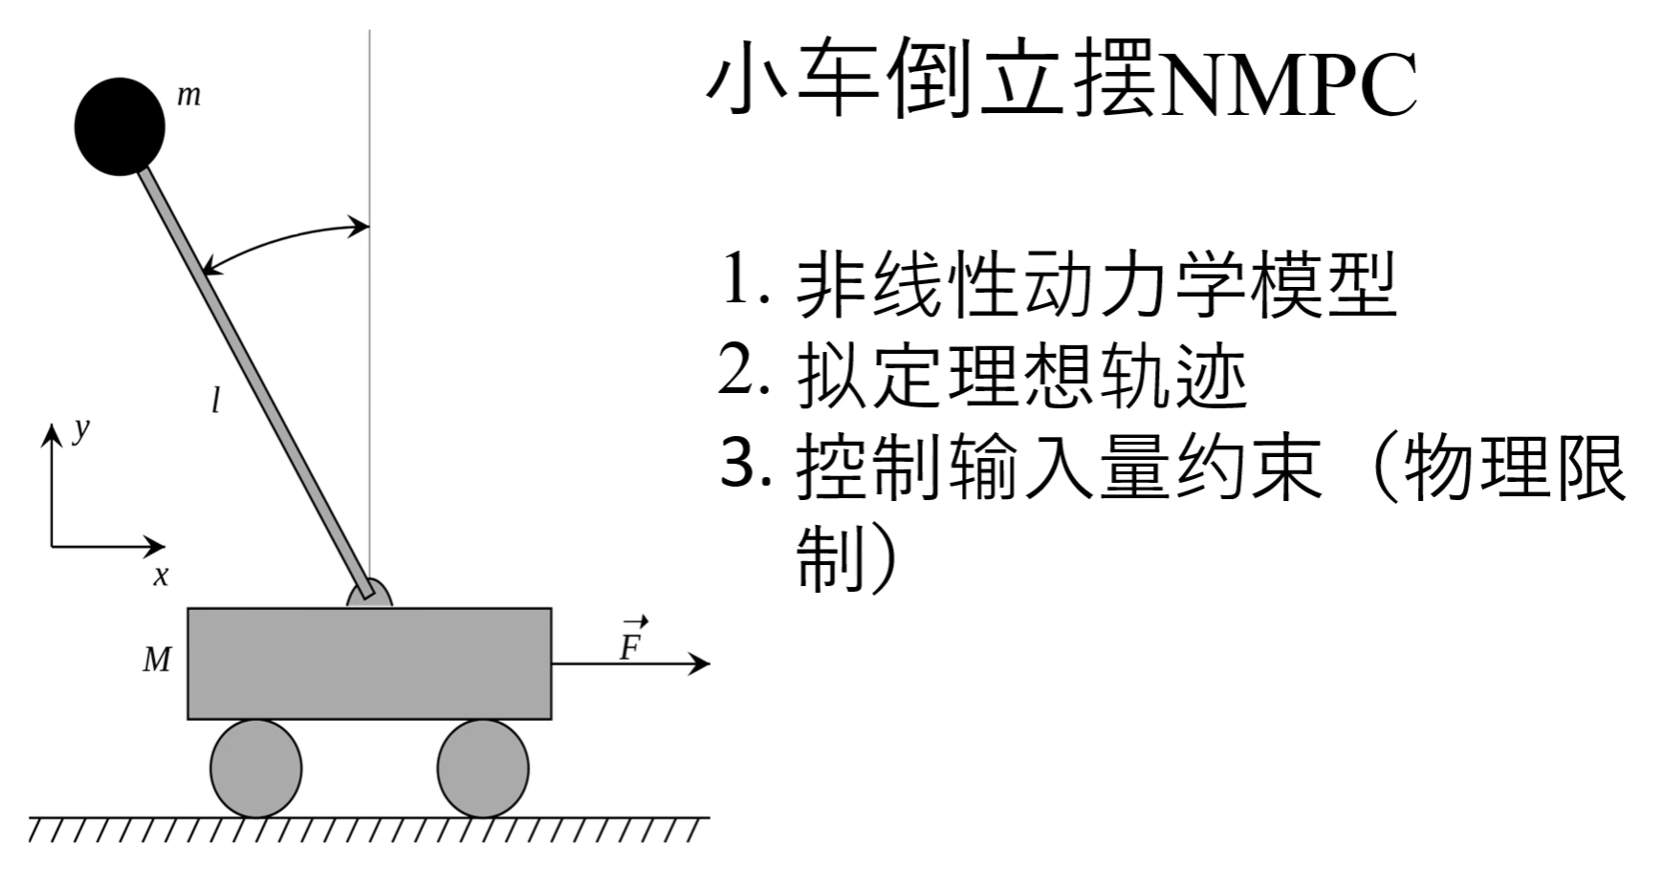 小车倒立摆NMPC
1. 非线性动力学模型
2. 拟定理想轨迹
3. 控制输入量约束（物理限
制）
m
l
y
x
M
F